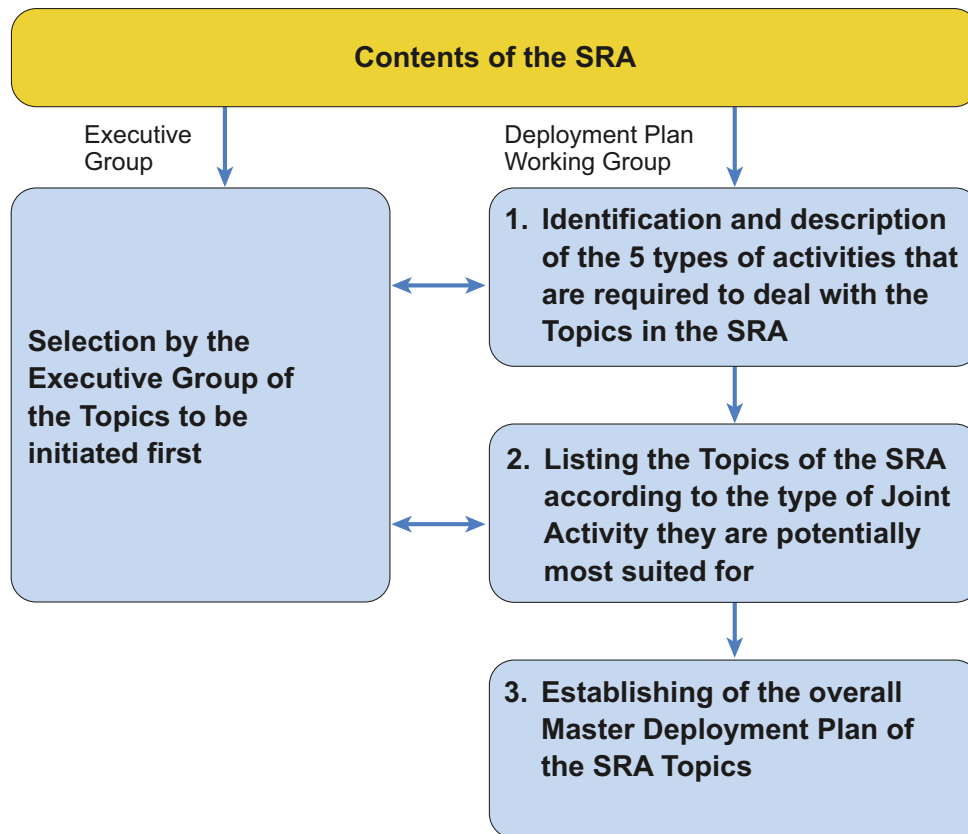 Contents of the SRA
Executive
Group
Deployment Plan
Working Group
Selection by the
Executive Group of
the Topics to be
initiated first
1. Identification and description
of the 5 types of activities that
are required to deal with the
Topics in the SRA
2. Listing the Topics of the SRA
according to the type of Joint
Activity they are potentially
most suited for
3. Establishing of the overall
Master Deployment Plan of
the SRA Topics